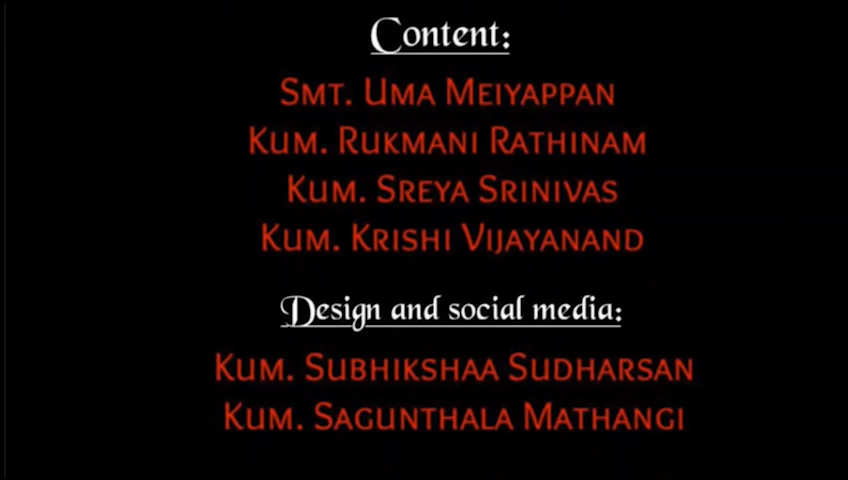 Content:
Smt. Uma Meiyappan
Kum. Rukmani Rathinam
Kum. Sreya Srinivas
Kum. Krishi Vijayanand
Design and social media:
Kum. Subhikshaa Sudharsan
Kum. Sagunthala Mathangi